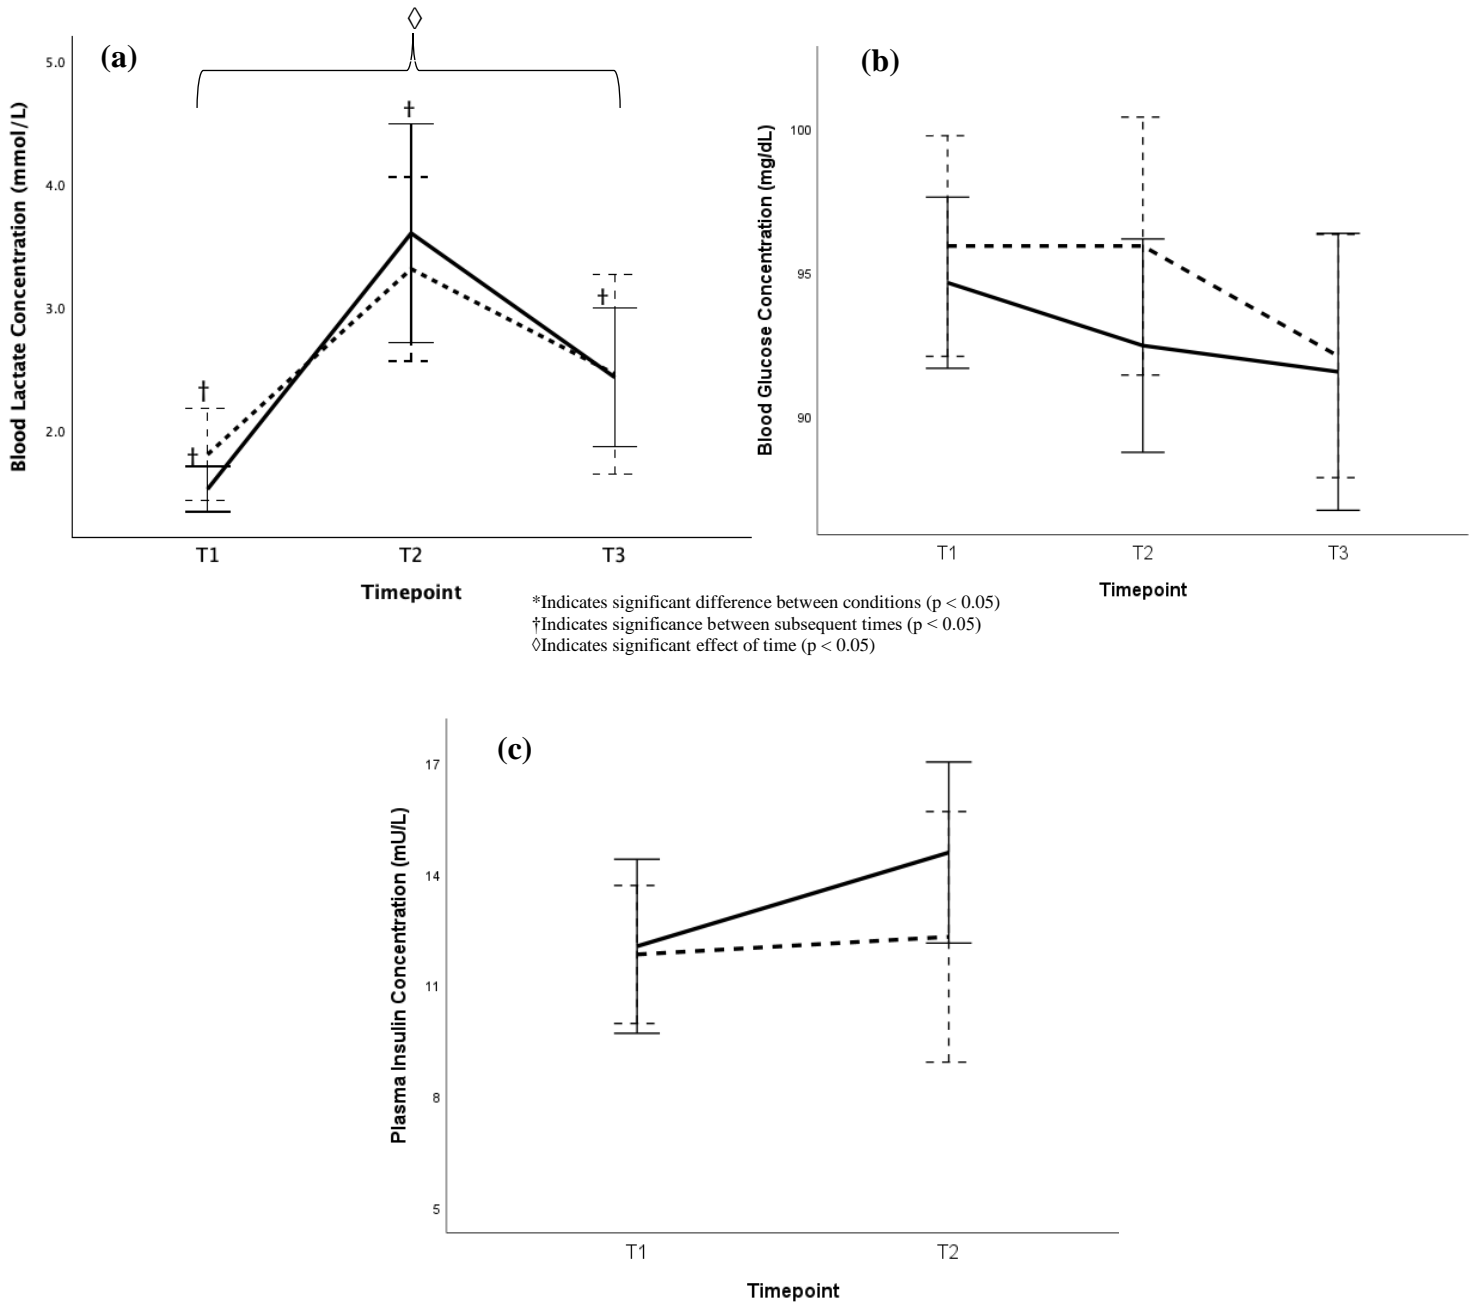 ◊
(a)
5.0
4.0
3.0
2.0
Blood Lactate Concentration (mmol/L)
†
†
†
†
T1 T2 T3
Timepoint
(b)
100
95
90
Blood Glucose Concentration (mg/dL)
T1 T2 T3
Timepoint
*Indicates significant difference between conditions (p < 0.05)
†Indicates significance between subsequent times (p < 0.05)
◊Indicates significant effect of time (p < 0.05)
(c)
17
14
11
8
5
Plasma Insulin Concentration (mU/L)
T1 T2
Timepoint